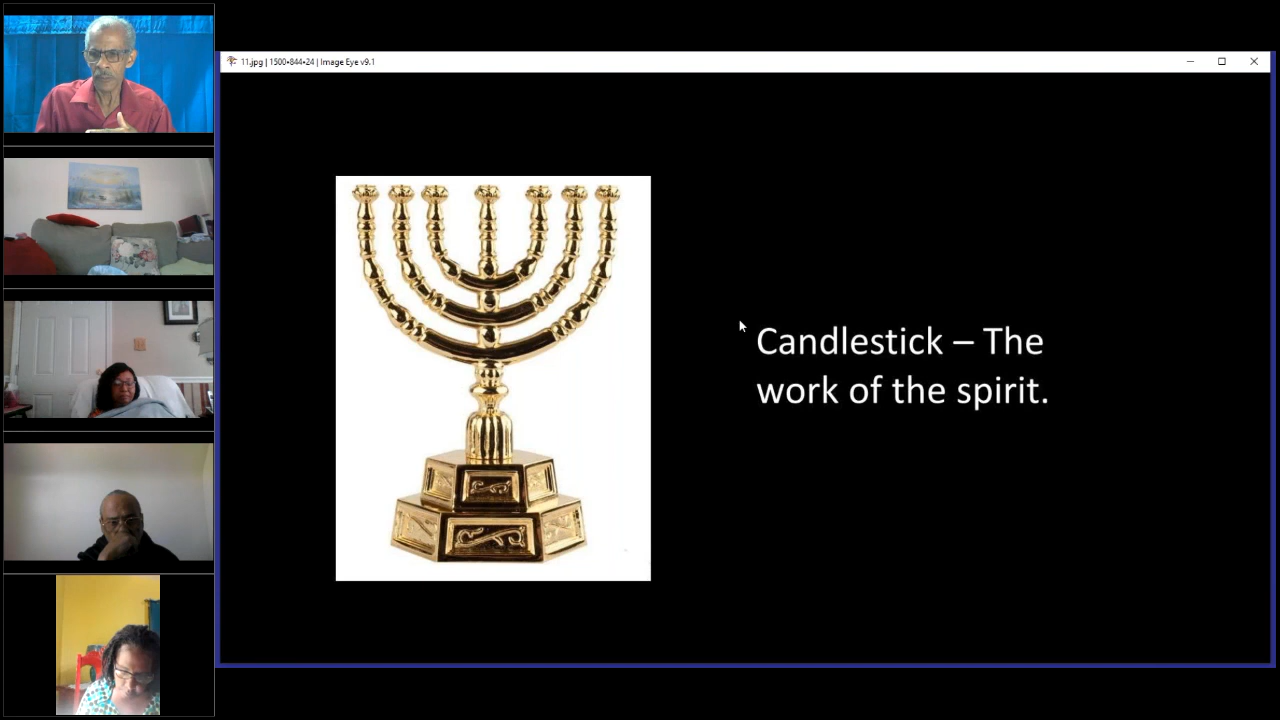 11.jpg | 1500•844•24 | Image Eye v9.1
Candlestick – The
work of the spirit.